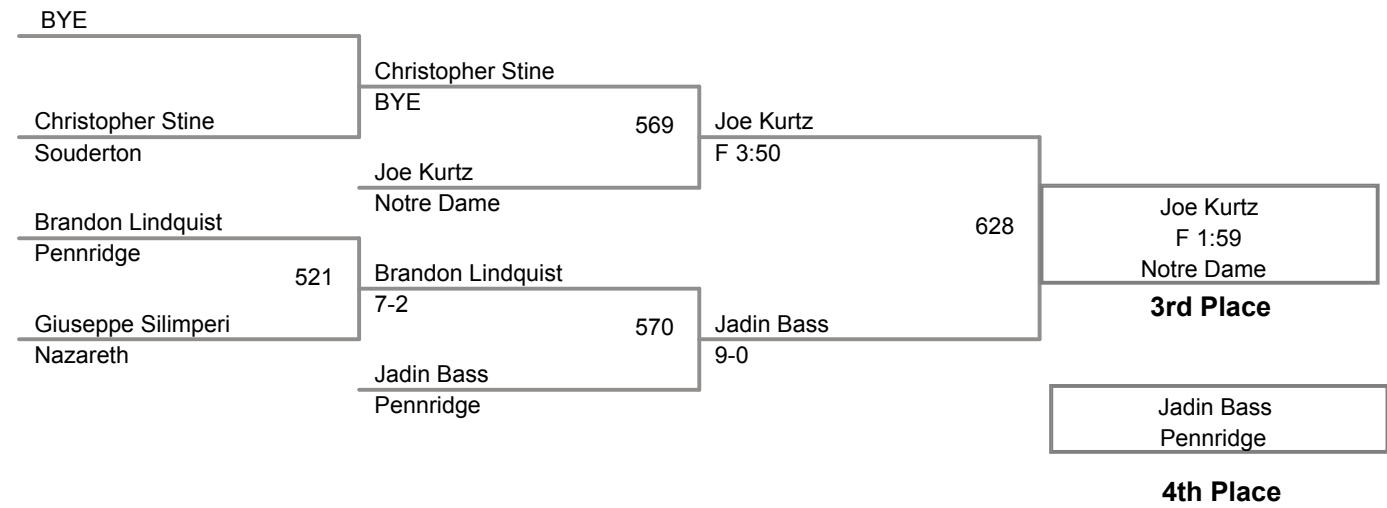 BYE
Christopher Stine
Souderton
Brandon Lindquist
Pennridge
521
Giuseppe Silimperi
Nazareth
Christopher Stine
BYE
569
Joe Kurtz
Notre Dame
Brandon Lindquist
7-2
570
Jadin Bass
Pennridge
Joe Kurtz
F 3:50
628
Jadin Bass
9-0
Joe Kurtz
F 1:59
Notre Dame
3rd Place
Jadin Bass
Pennridge
4th Place